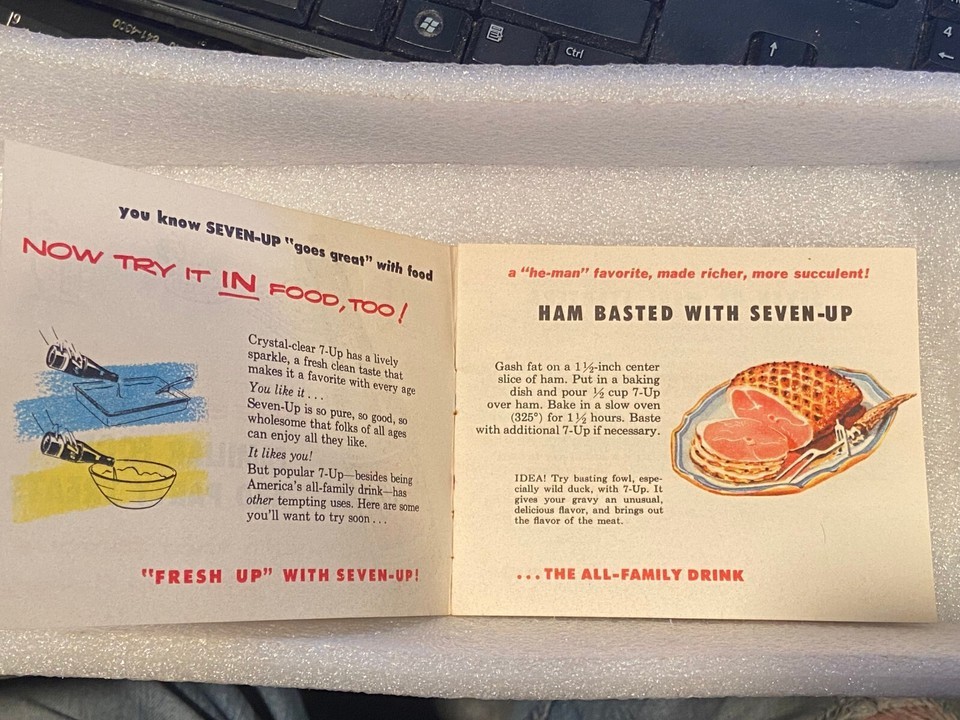 641-4300
Ctrl
4
you know SEVEN-UP "goes great" with food
NOW TRY IT IN FOOD, TOO!
Crystal-clear 7-Up has a lively
sparkle, a fresh clean taste that
makes it a favorite with every age
You like it . . .
Seven-Up is so pure, so good, so
wholesome that folks of all ages
can enjoy all they like.
It likes you!
But popular 7-Up—besides being
America's all-family drink—has
other tempting uses. Here are some
you'll want to try soon . . .
"FRESH UP" WITH SEVEN-UP!
a "he-man" favorite, made richer, more succulent!
HAM BASTED WITH SEVEN-UP
Gash fat on a 1½-inch center
slice of ham. Put in a baking
dish and pour ½ cup 7-Up
over ham. Bake in a slow oven
(325°) for 1½ hours. Baste
with additional 7-Up if necessary.
IDEA! Try basting fowl, espe-
cially wild duck, with 7-Up. It
gives your gravy an unusual,
delicious flavor, and brings out
the flavor of the meat.
. . . THE ALL-FAMILY DRINK